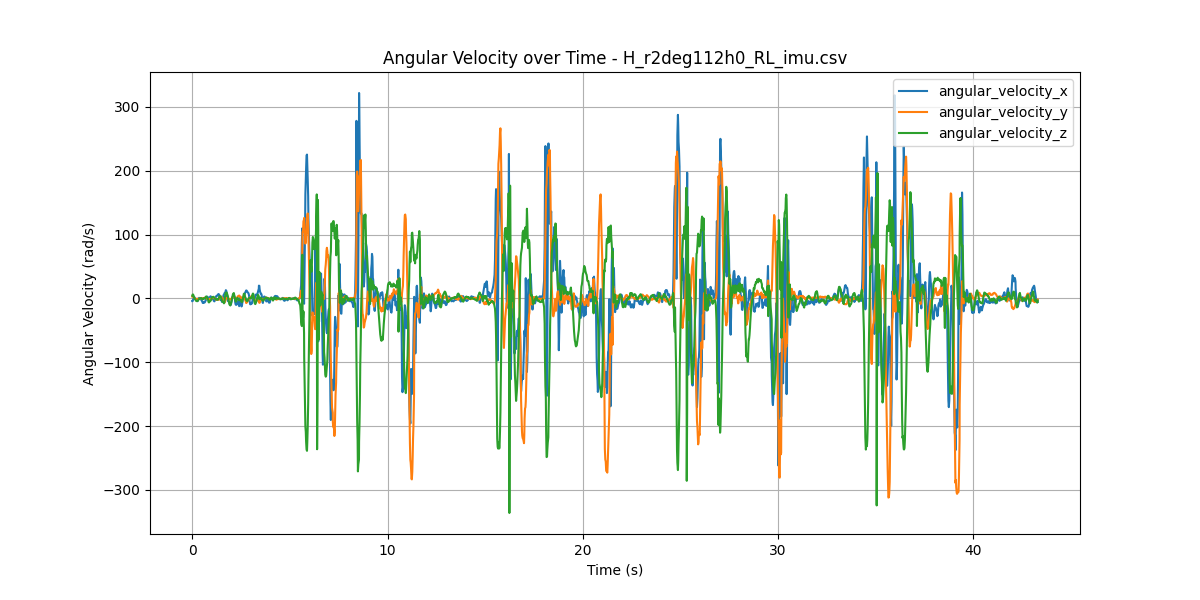 Angular Velocity over Time - H_r2deg112h0_RL_imu.csv
angular_velocity_x
angular_velocity_y
angular_velocity_z
Angular Velocity (rad/s)
300
200
100
0
−100
−200
−300
0 10 20 30 40
Time (s)